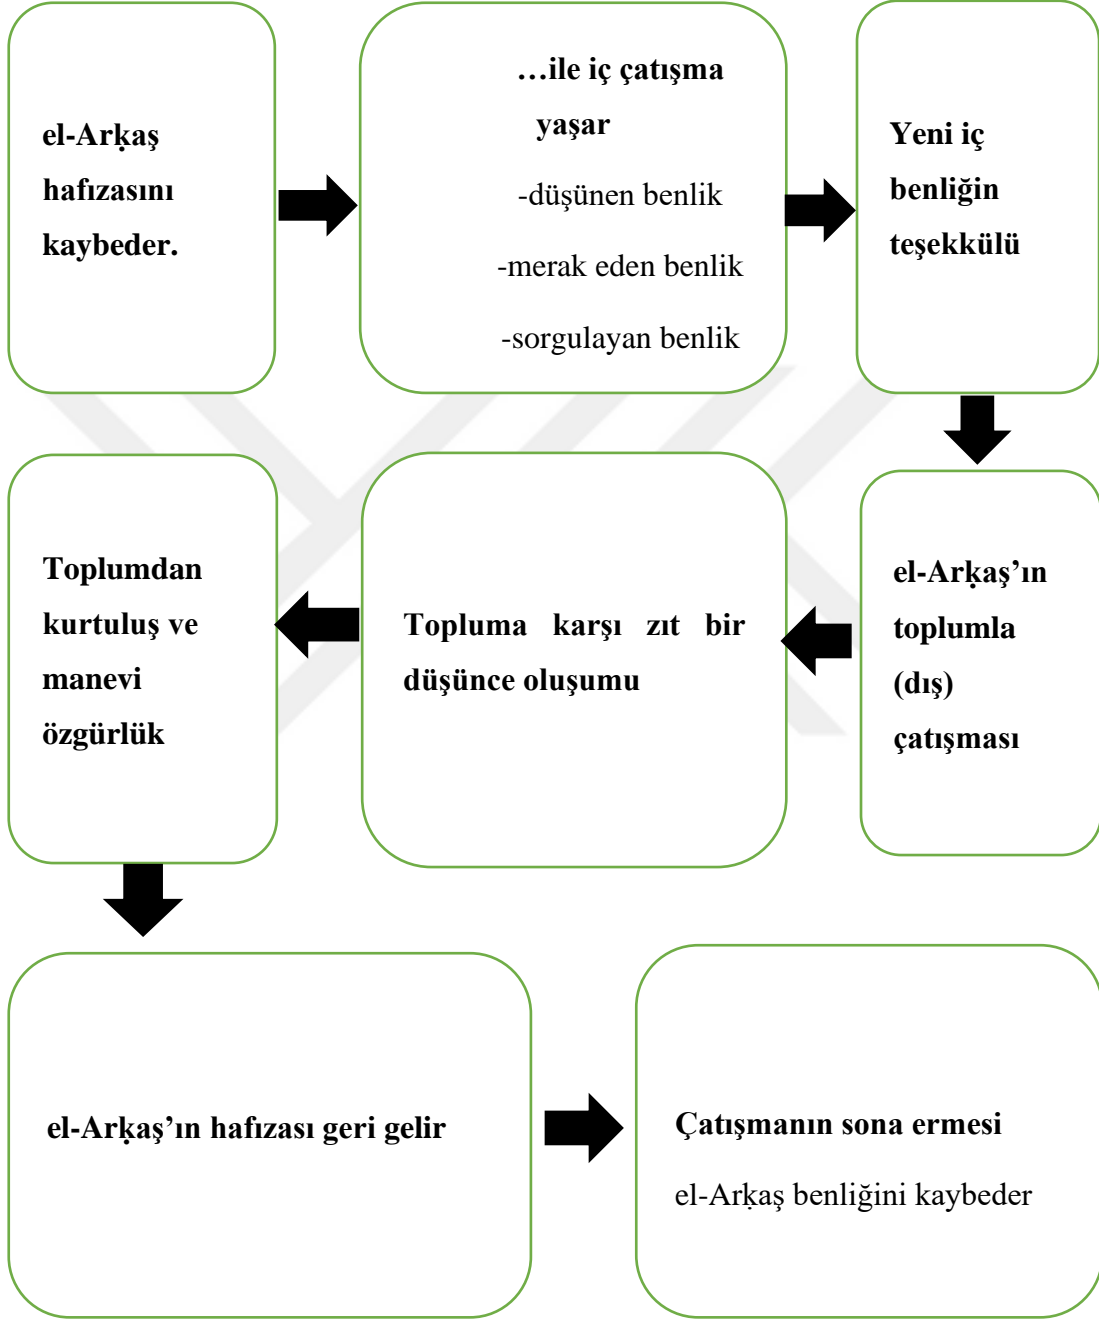 el-Arḳaş
hafızasını
kaybeder.
…ile iç çatışma
yaşar
-düşünen benlik
-merak eden benlik
-sorgulayan benlik
Yeni iç
benliğin
teşekkülü
el-Arḳaş’ın
toplumla
(dış)
çatışması
Topluma karşı zıt bir
düşünce oluşumu
Toplumdan
kurtuluş ve
manevi
özgürlük
el-Arḳaş’ın hafızası geri gelir
Çatışmanın sona ermesi
el-Arḳaş benliğini kaybeder